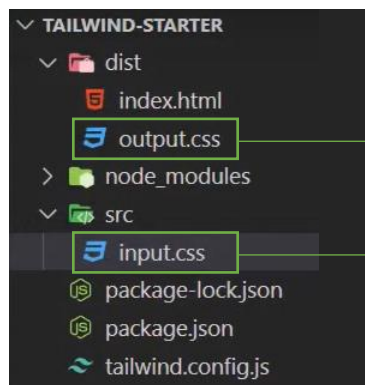 TAILWIND-STARTER
dist
index.html
output.css
node_modules
src
input.css
package-lock.json
package.json
tailwind.config.js